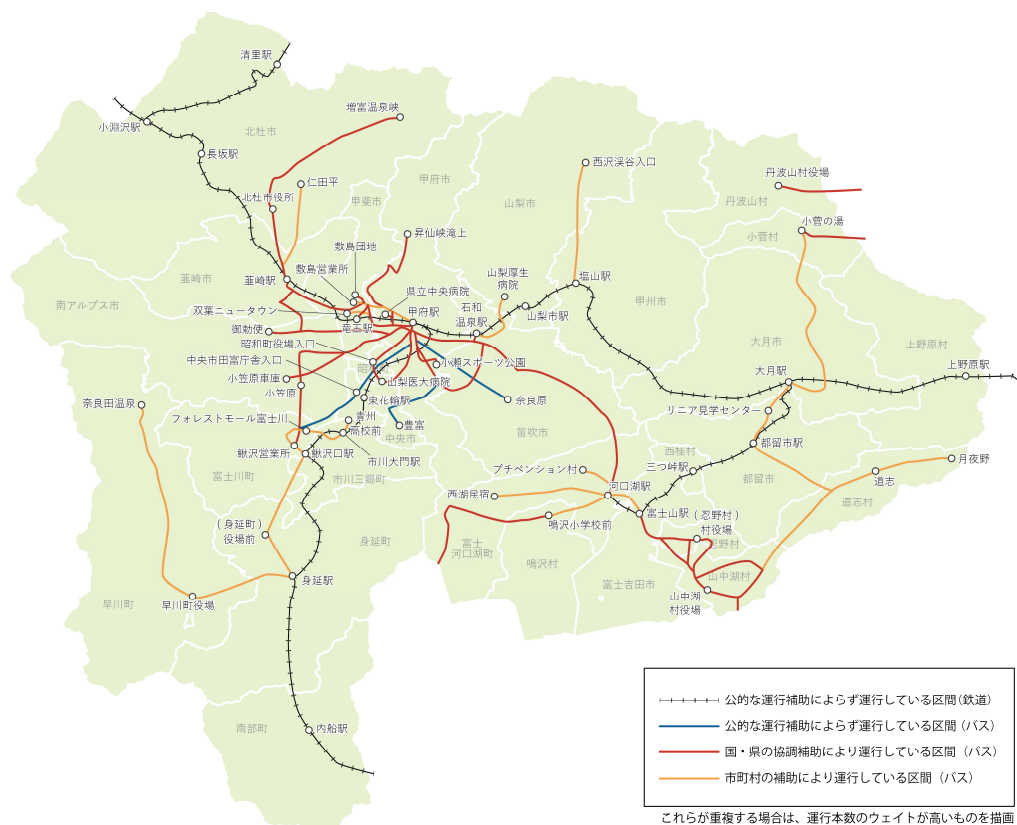 清里駅
小淵沢駅
増富温泉峡
北杜市
長坂駅
西沢渓谷入口
丹波山村役場
仁田平
甲府市
北杜市役所
甲斐市
山梨市
丹波山村
小菅の湯
小菅村
昇仙峡滝上
敷島団地
敷島営業所
韮崎市
韮崎駅
山梨厚生
病院
塩山駅
県立中央病院
南アルプス市
双葉ニュータウン
石和
温泉駅
甲府駅
山梨市駅
甲州市
御勅使
竜王駅
昭和町役場入口
大月市
上野原村
中央市田富庁舎入口
昭和
小瀬スポーツ公園
大月駅
上野原駅
小笠原車庫
山梨医大病院
小笠原
東花輪駅
奈良原
奈良田温泉
リニア見学センター
フォレストモール富士川
青州
高校前
豊富
中央市
笛吹市
都留市駅
鰍沢営業所
鰍沢口駅
市川大門駅
西桂村
月夜野
プチペンション村
三つ峠駅
富士川町
市川三郷町
都留市
道志
西湖民宿
河口湖駅
道志村
鳴沢小学校前
富士山駅
(身延町)
役場前
(忍野村)
村役場
身延町
富士
河口湖町
忍野村
鳴沢村
身延駅
富士吉田市
山中湖村
早川町
早川町役場
山中湖
村役場
南部町
内船駅
公的な運行補助によらず運行している区間(鉄道)
公的な運行補助によらず運行している区間(バス)
国・県の協調補助により運行している区間(バス)
市町村の補助により運行している区間(バス)
これらが重複する場合は、運行本数のウェイトが高いものを描画